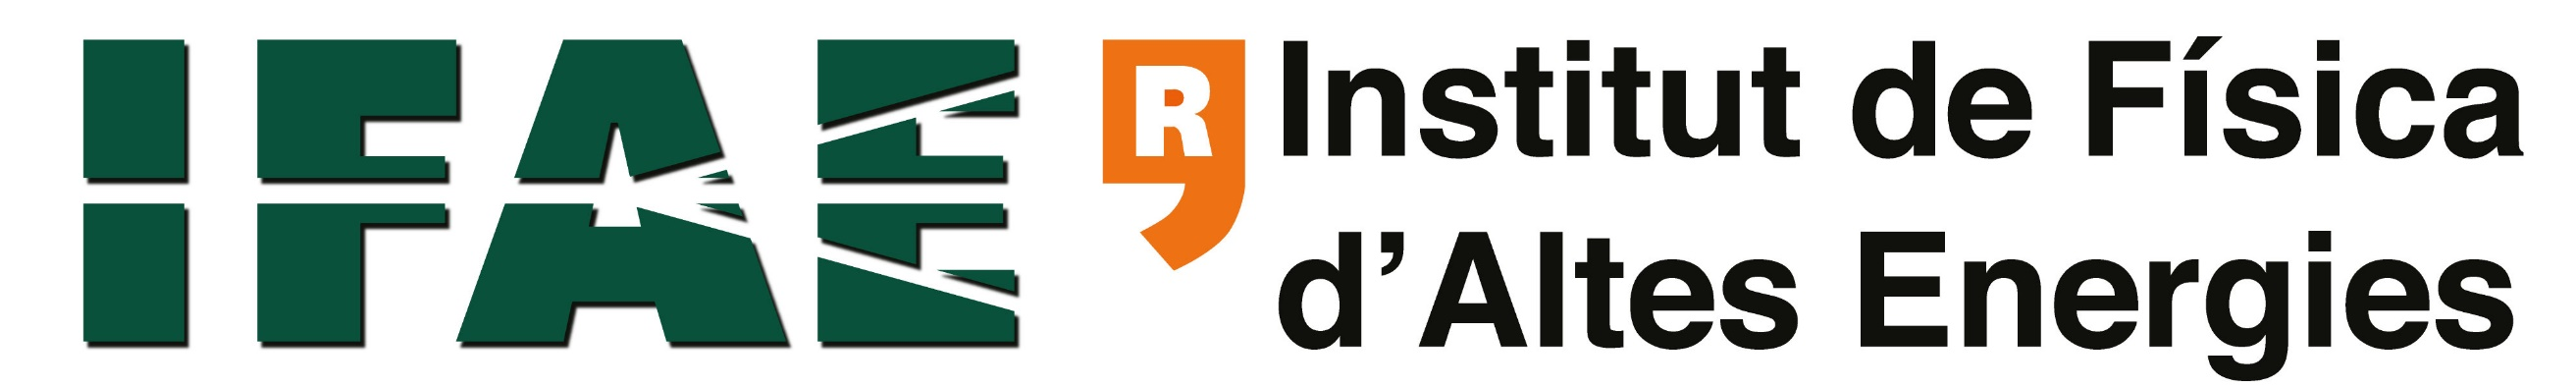 IFAE
R
Institut de Física
d’Altes Energies